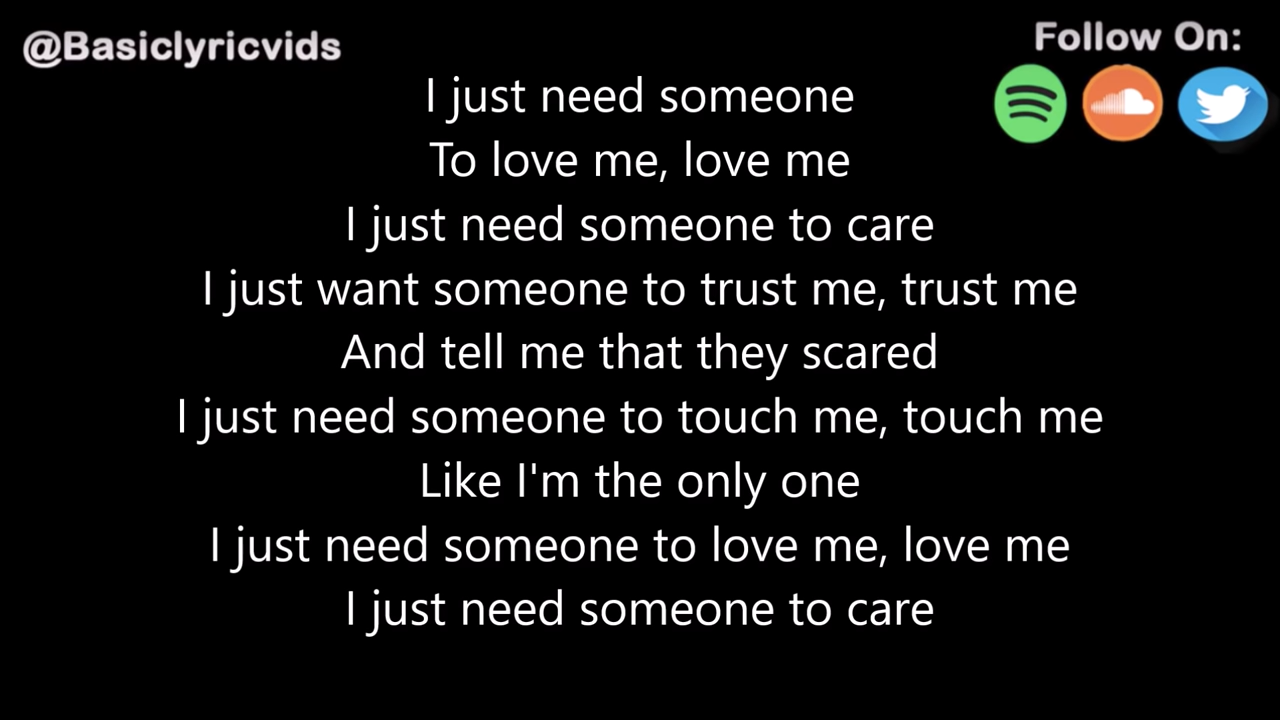 @Basiclyricvids
Follow On:
I just need someone
To love me, love me
I just need someone to care
I just want someone to trust me, trust me
And tell me that they scared
I just need someone to touch me, touch me
Like I'm the only one
I just need someone to love me, love me
I just need someone to care